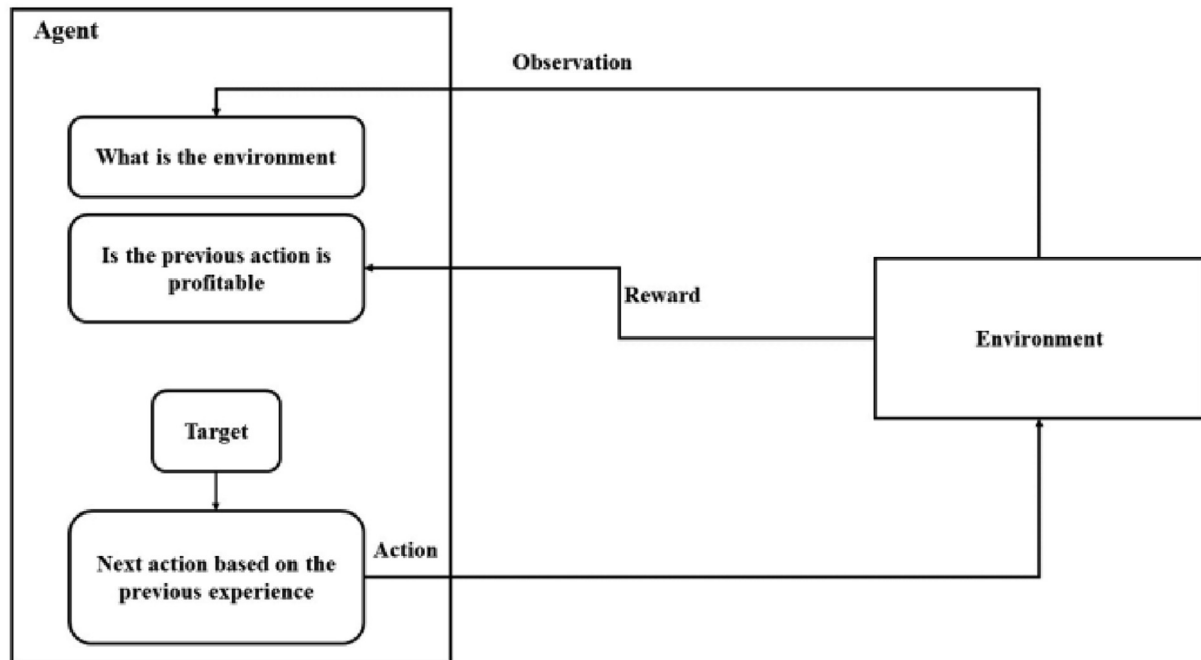 Agent
Observation
What is the environment
Is the previous action is
profitable
Reward
Environment
Target
Next action based on the
previous experience
Action